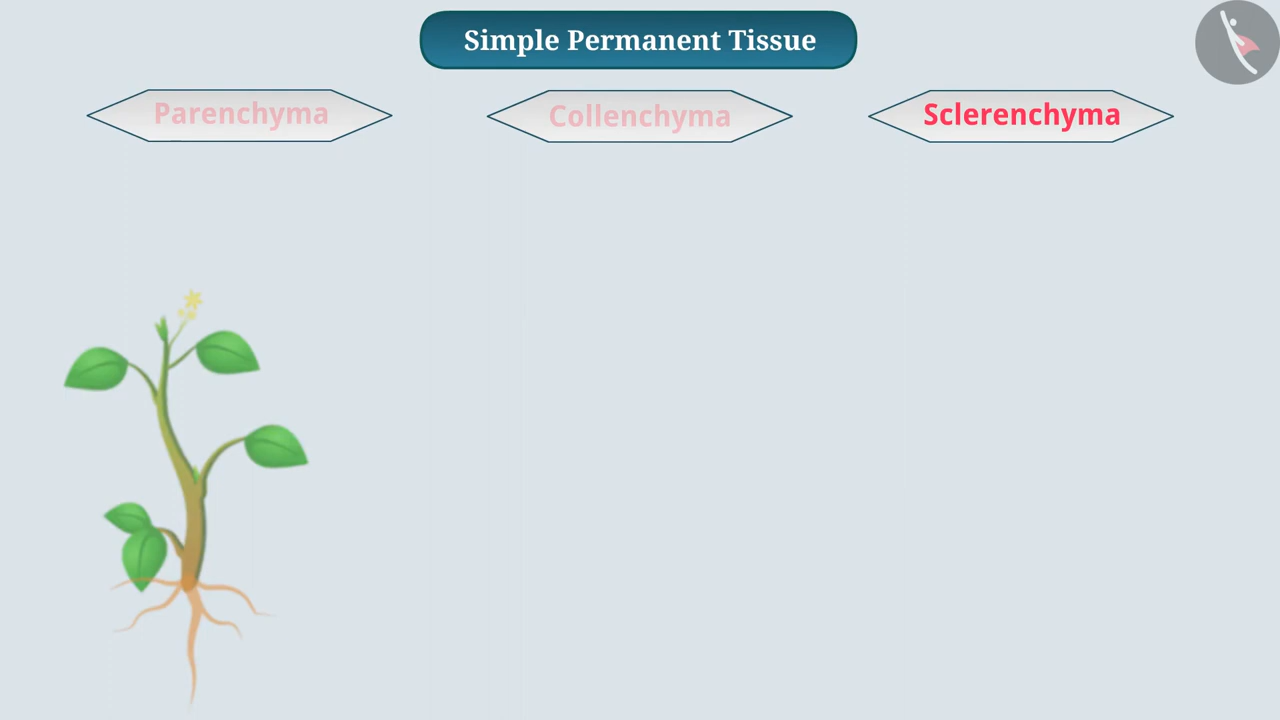 Simple Permanent Tissue
Parenchyma
Collenchyma
Sclerenchyma